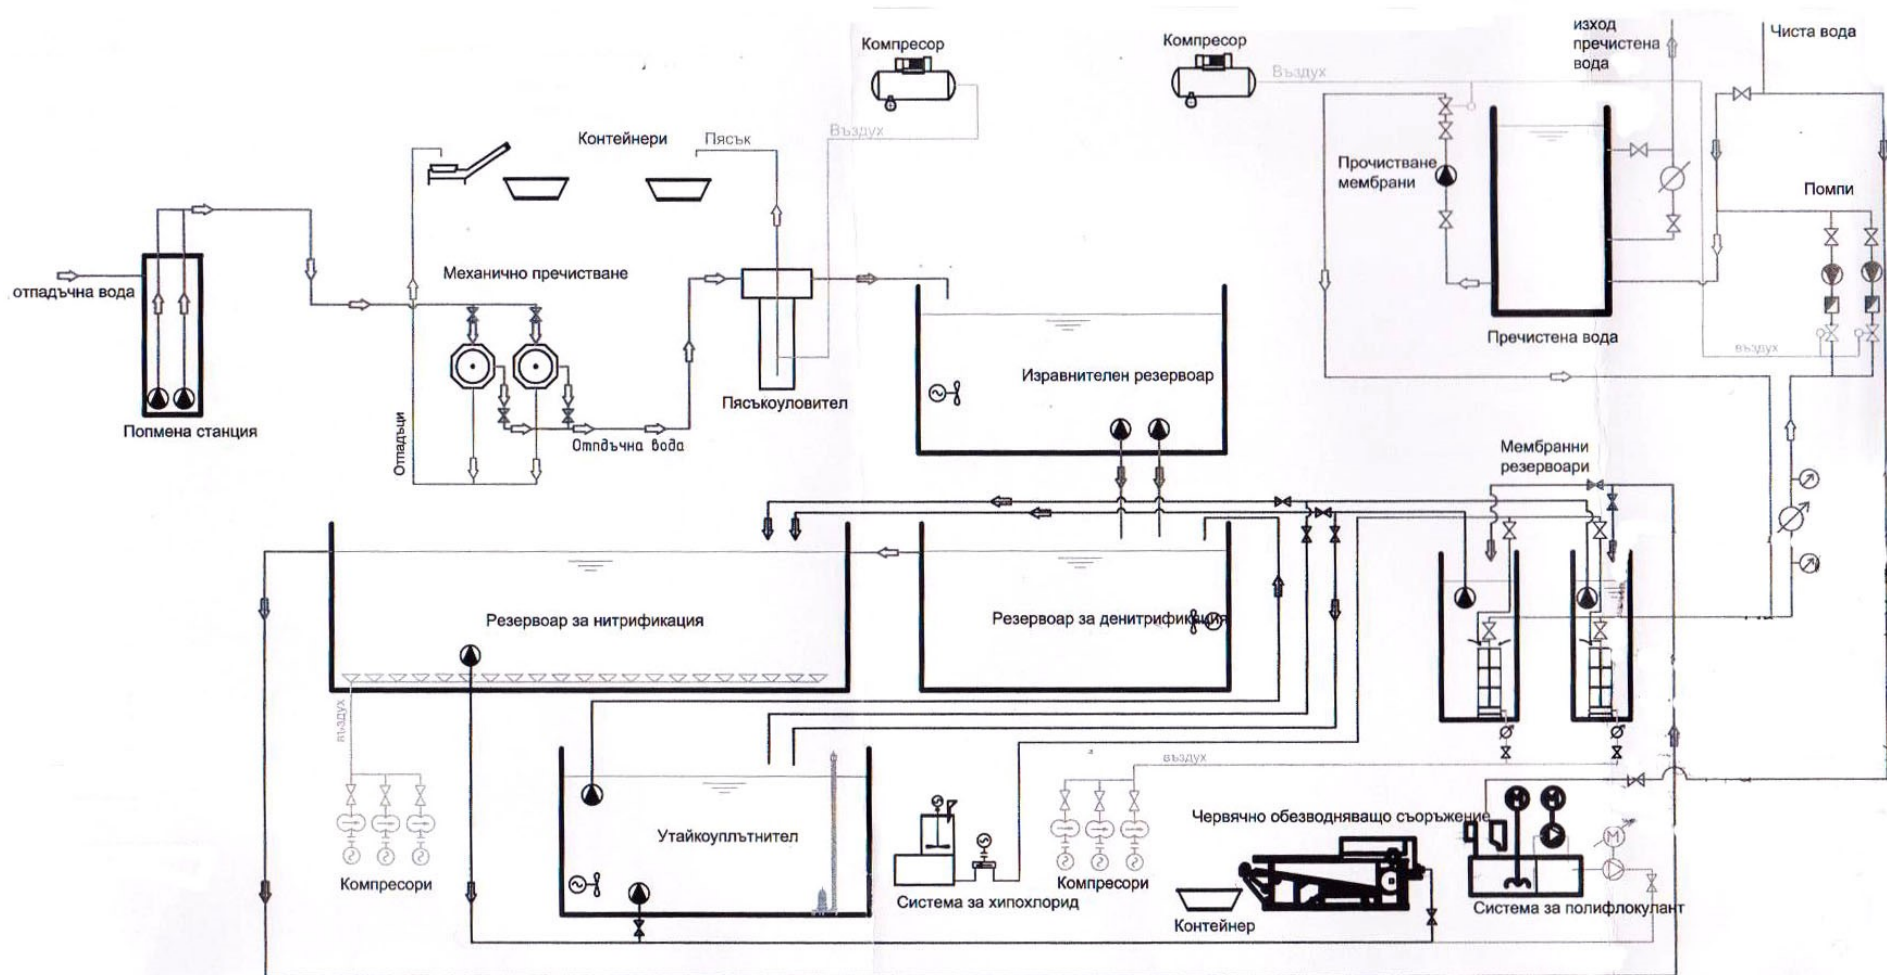 Компресор
Компресор
Въздух
изход
пречистена
вода
Чиста вода
Контейнери
Пясък
Въздух
Прочистване
мембрани
Помпи
отпадъчна вода
Механично пречистване
Пречистена вода
въздух
Изравнителен резервоар
Пясъкоуловител
Попмена станция
Отпадъци
Отпдъчна вода
Мембранни
резервоари
Резервоар за нитрификация
Резервоар за денитрификация
въздух
въздух
Утайкоуплътнител
Червячно обезводняващо съоръжение
M
M
M
Компресори
Система за хипохлорид
Компресори
Контейнер
Система за полифлокулант